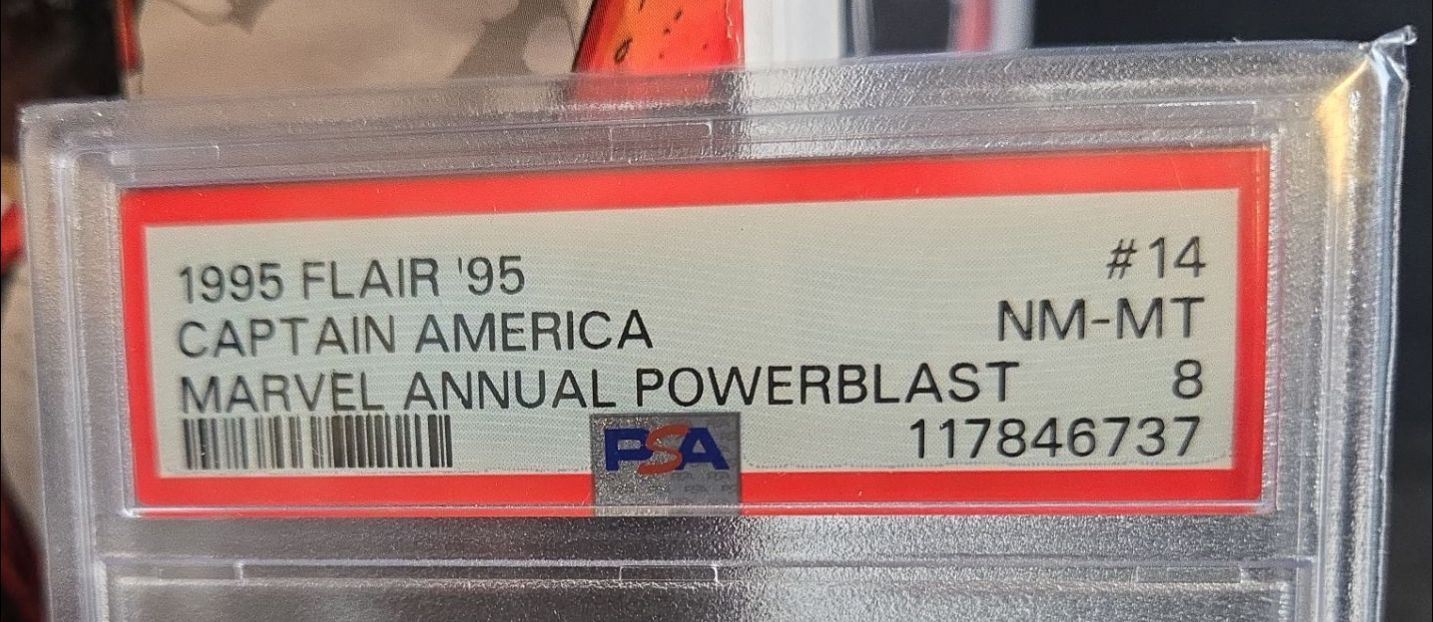 1995 FLAIR '95 #14
CAPTAIN AMERICA NM-MT
MARVEL ANNUAL POWERBLAST 8
PSA 117846737